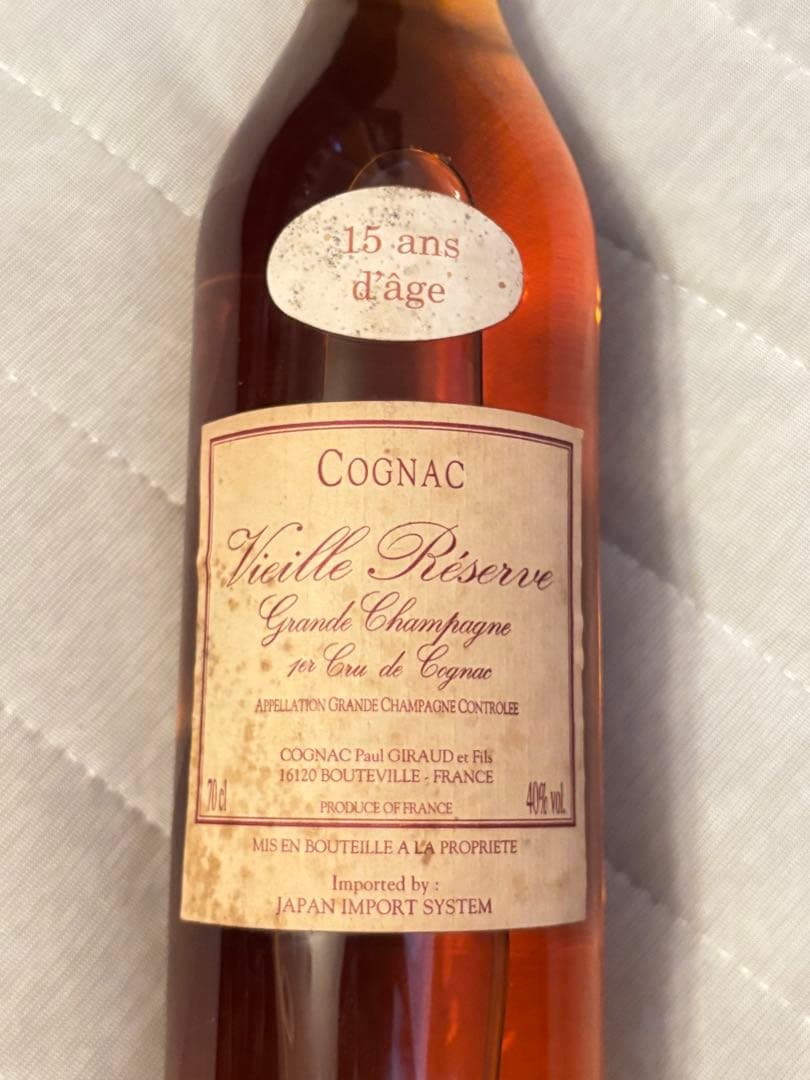 15 ans
d'âge
COGNAC
Vieille Réserve
Grande Champagne
1er Cru de Cognac
APPELLATION GRANDE CHAMPAGNE CONTROLEE
COGNAC Paul GIRAUD et Fils
16120 BOUTEVILLE - FRANCE
70 cl
PRODUCE OF FRANCE
40% vol.
MIS EN BOUTEILLE A LA PROPRIETE
Imported by :
JAPAN IMPORT SYSTEM